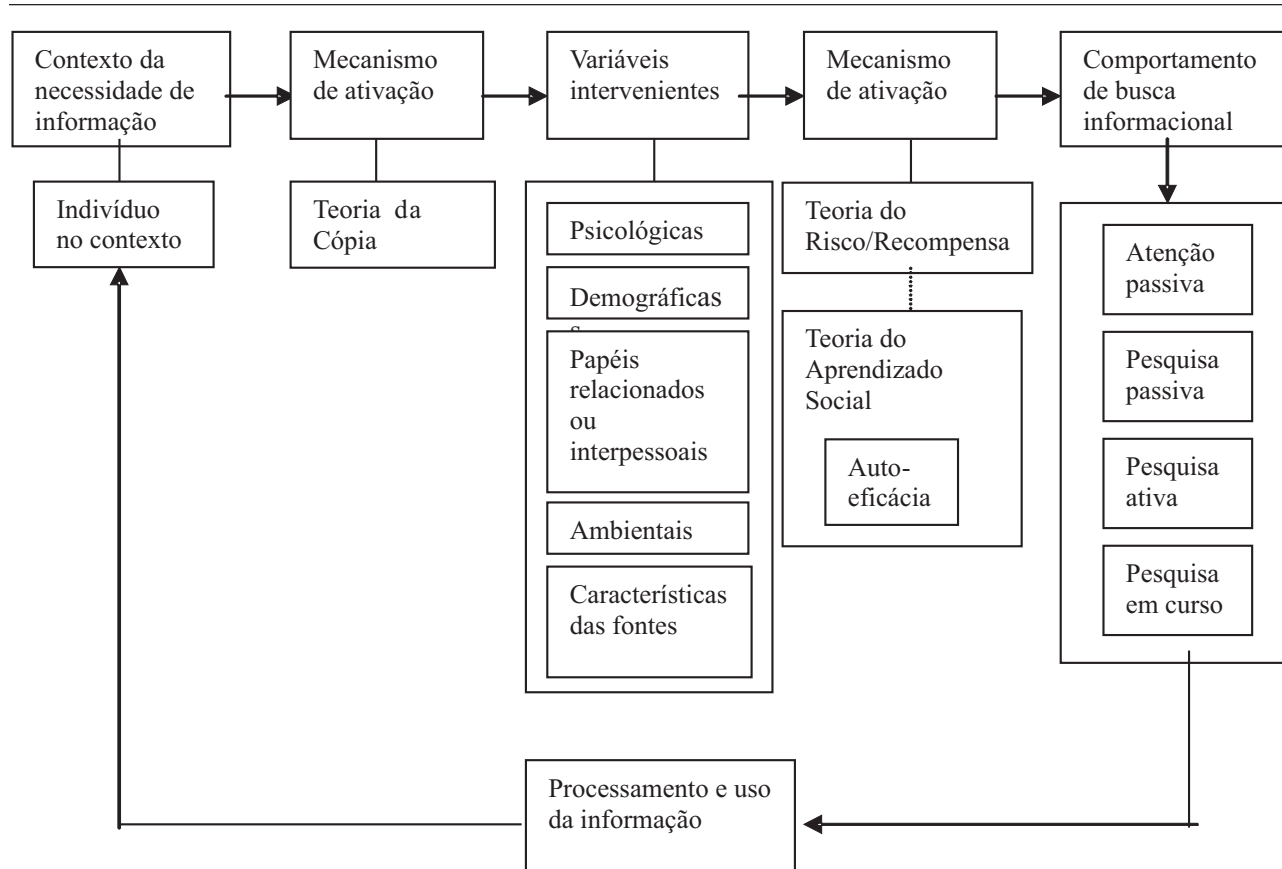 Contexto da
necessidade de
informação
Mecanismo
de ativação
Variáveis
intervenientes
Mecanismo
de ativação
Comportamento
de busca
informacional
Indivíduo
no contexto
Teoria da
Cópia
Psicológicas
Demográficas
s
Papéis
relacionados
ou
interpessoais
Ambientais
Características
das fontes
Teoria do
Risco/Recompensa
Teoria do
Aprendizado
Social
Auto-
eficácia
Atenção
passiva
Pesquisa
passiva
Pesquisa
ativa
Pesquisa
em curso
Processamento e uso
da informação